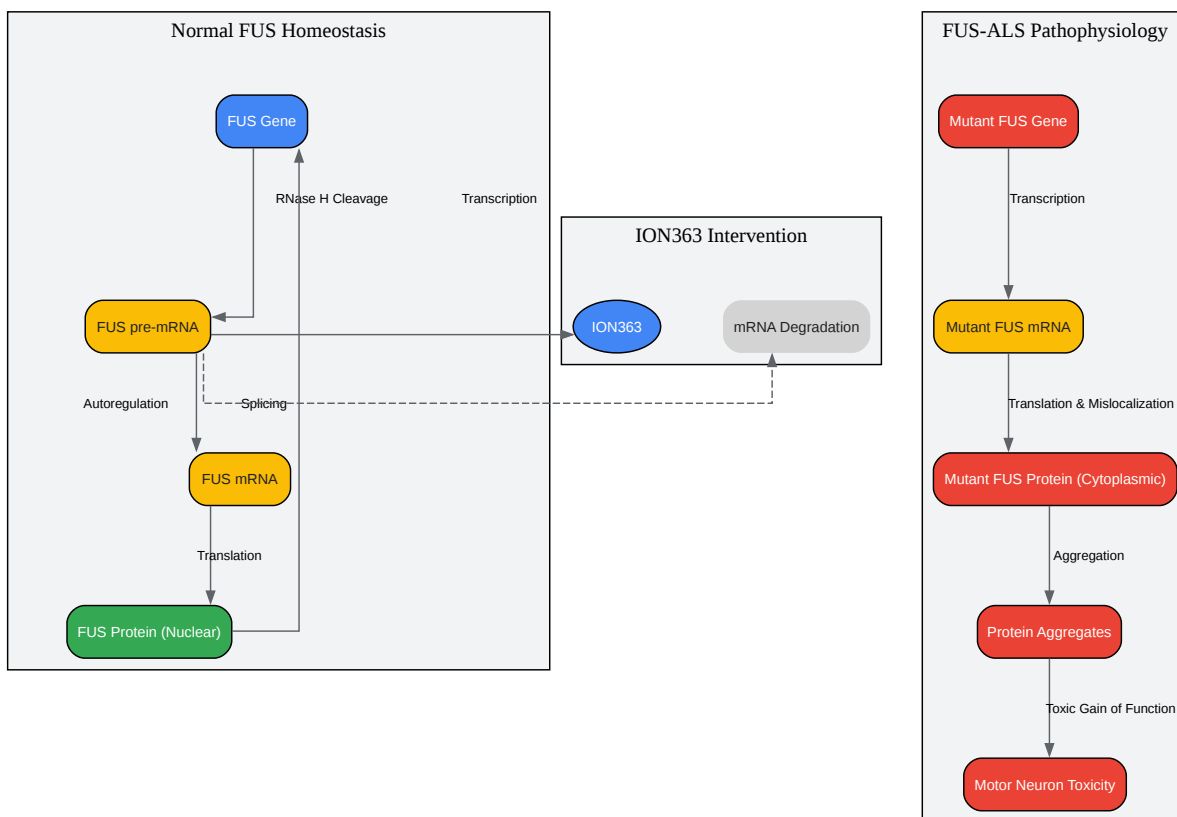 Normal FUS Homeostasis
FUS Gene
RNase H Cleavage
Transcription
FUS pre-mRNA
Autoregulation
Splicing
FUS mRNA
Translation
FUS Protein (Nuclear)
ION363 Intervention
ION363
mRNA Degradation
FUS-ALS Pathophysiology
Mutant FUS Gene
Transcription
Mutant FUS mRNA
Translation & Mislocalization
Mutant FUS Protein (Cytoplasmic)
Aggregation
Protein Aggregates
Toxic Gain of Function
Motor Neuron Toxicity